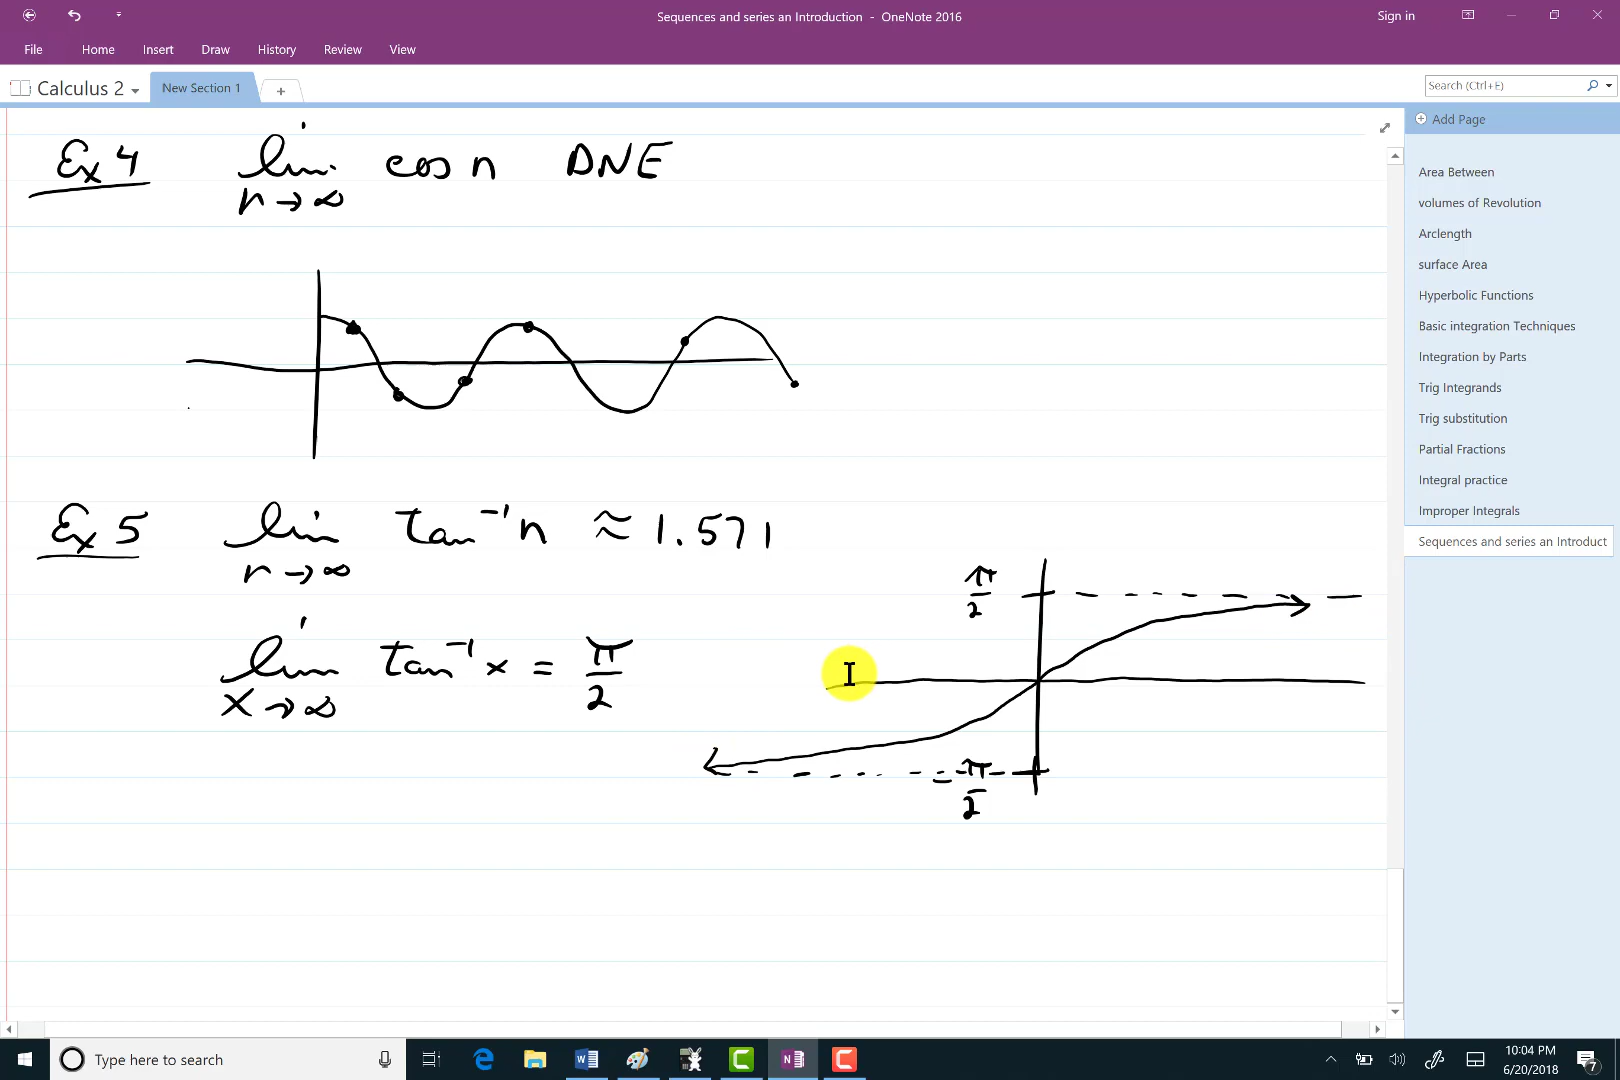 Sequences and series an Introduction - OneNote 2016
Sign in
File Home Insert Draw History Review View
Calculus 2
New Section 1
+
Search (Ctrl+E)
Add Page
Area Between
volumes of Revolution
Arclength
surface Area
Hyperbolic Functions
Basic integration Techniques
Integration by Parts
Trig Integrands
Trig substitution
Partial Fractions
Integral practice
Improper Integrals
Sequences and series an Introduct
Ex 4 lim cos n DNE
n→∞
Ex 5 lim tan⁻¹ n ≈ 1.571
n→∞
lim tan⁻¹ x = π/2
x→∞
π/2
-π/2
Type here to search
10:04 PM
6/20/2018
7